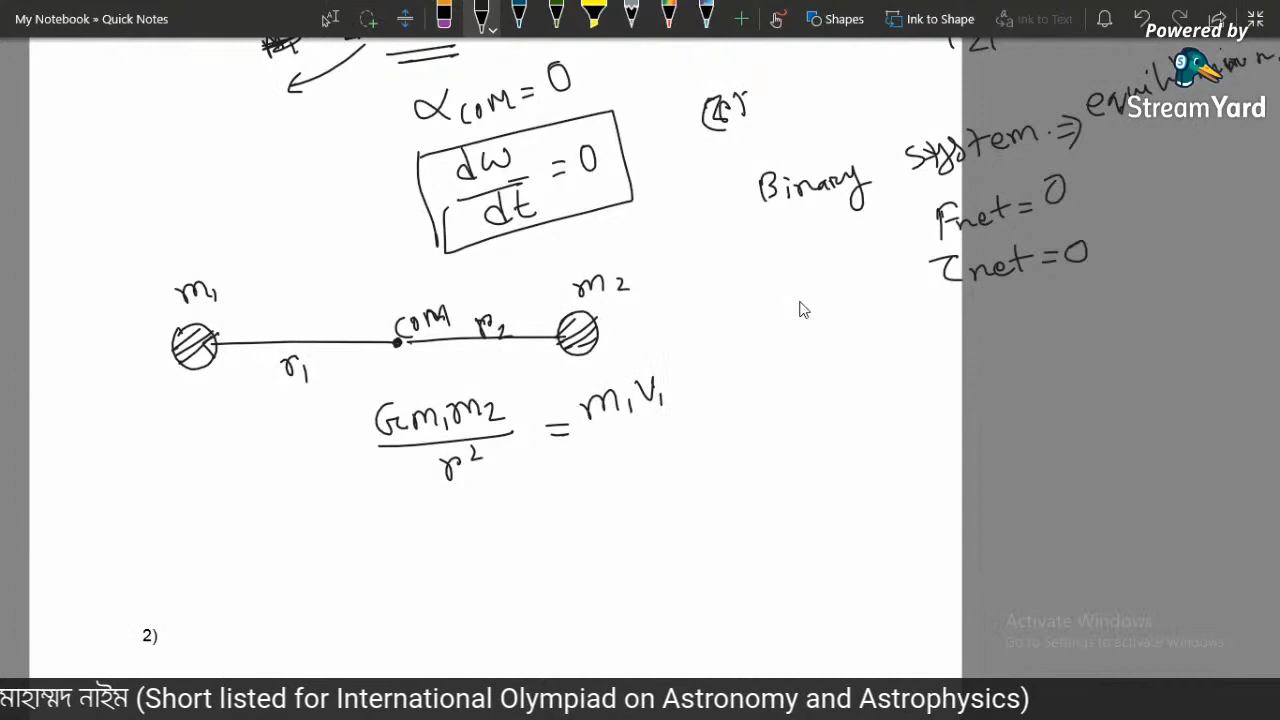 My Notebook » Quick Notes
Shapes
Ink to Shape
Ink to Text
Powered by
StreamYard
α COM = 0
dω/dt = 0
Binary system ⇒ equilibrium
Fnet = 0
τnet = 0
m₁
m₂
COM
r₁
r₂
Gm₁m₂/r² = m₁v₁
2)
Activate Windows
Go to Settings to activate Windows.
মোহাম্মদ নাইম (Short listed for International Olympiad on Astronomy and Astrophysics)